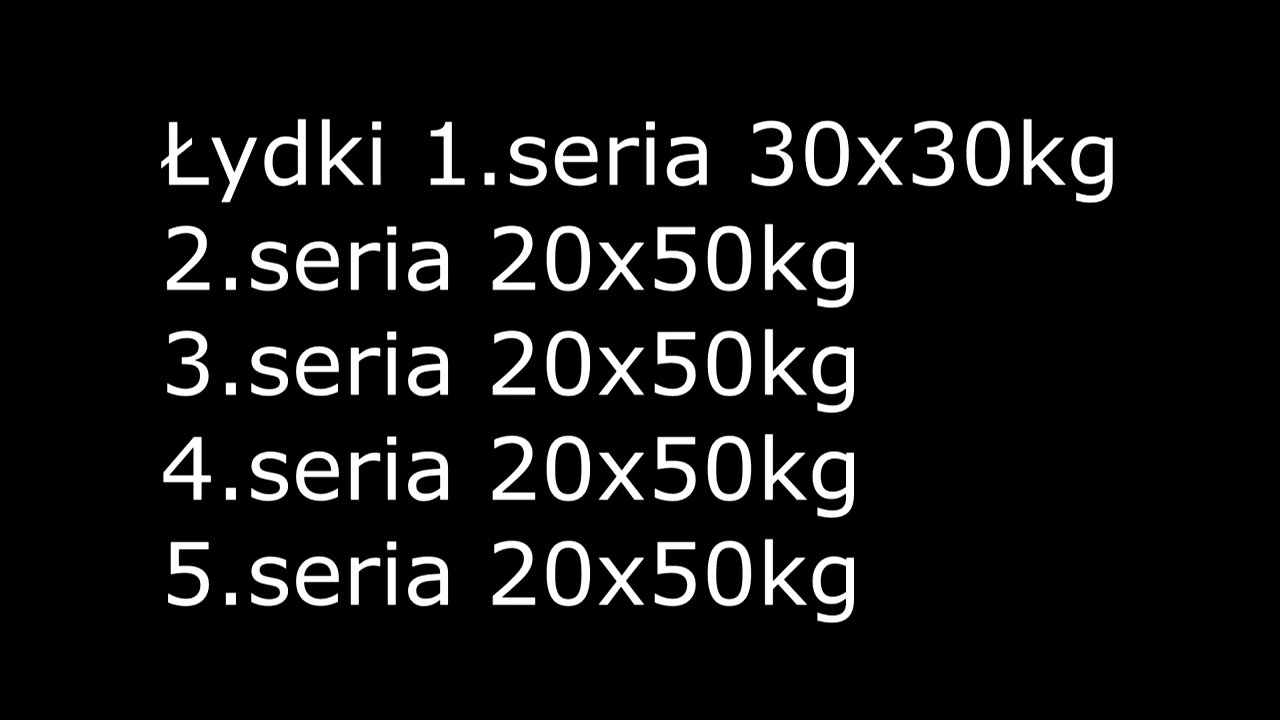 Łydki 1.seria 30x30kg
2.seria 20x50kg
3.seria 20x50kg
4.seria 20x50kg
5.seria 20x50kg